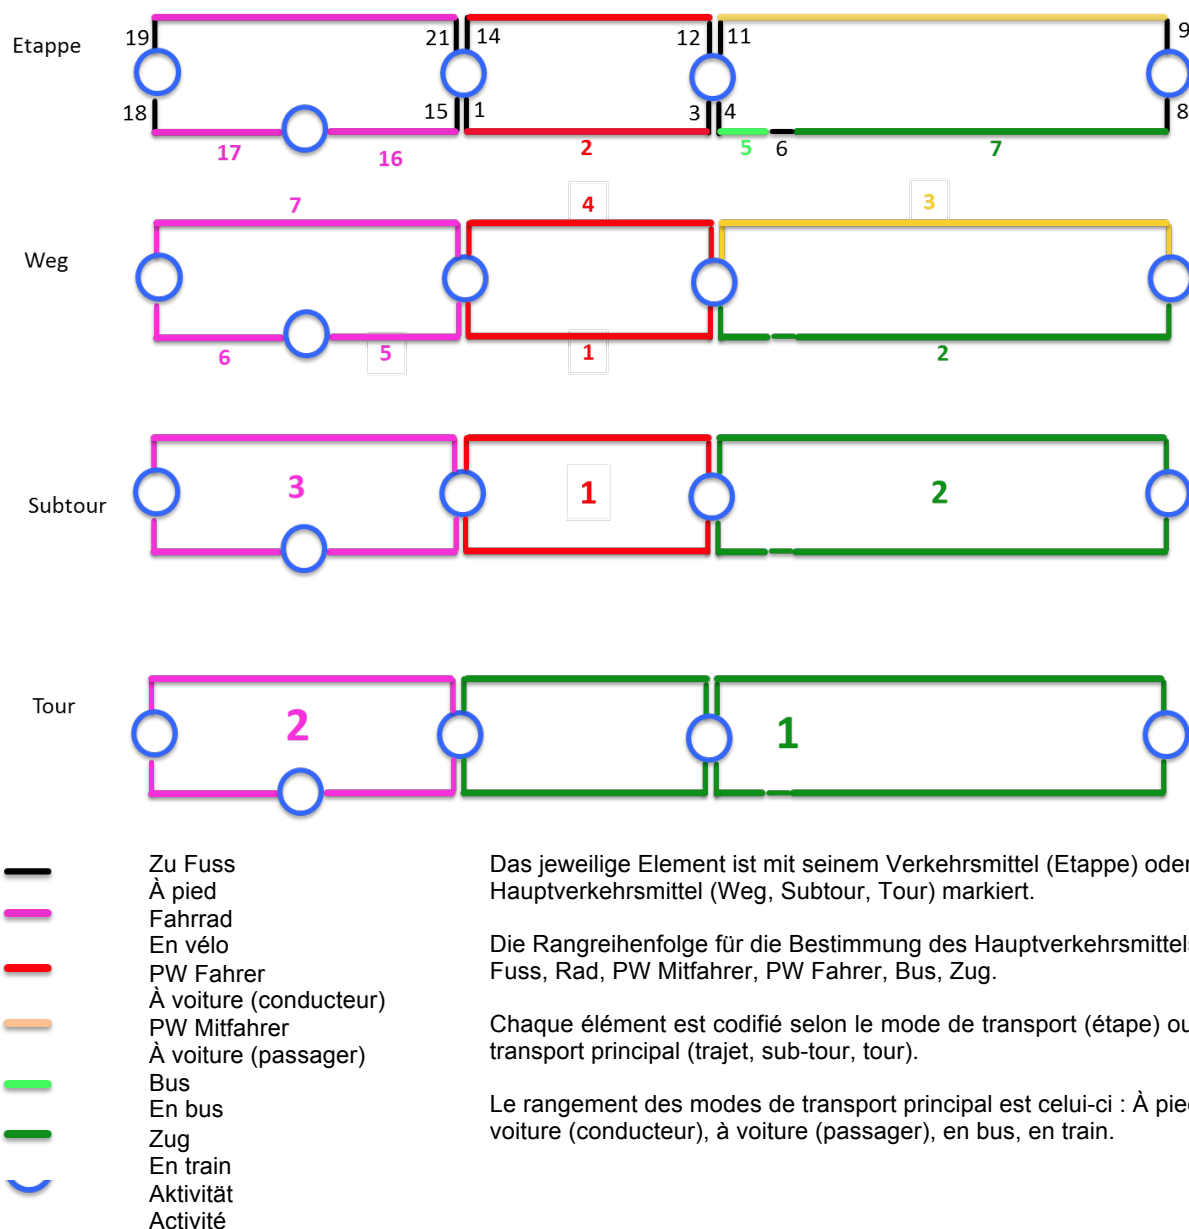 Etappe
19 21 14 12 11 9
18 15 1 3 4 8
17 16 2 5 6 7
7 4 3
Weg
6 5 1 2
3 1 2
Subtour
Tour
2 1
Zu Fuss
À pied
Fahrrad
En vélo
PW Fahrer
À voiture (conducteur)
PW Mitfahrer
À voiture (passager)
Bus
En bus
Zug
En train
Aktivität
Activité
Das jeweilige Element ist mit seinem Verkehrsmittel (Etappe) oder
Hauptverkehrsmittel (Weg, Subtour, Tour) markiert.
Die Rangreihenfolge für die Bestimmung des Hauptverkehrsmittels
Fuss, Rad, PW Mitfahrer, PW Fahrer, Bus, Zug.
Chaque élément est codifié selon le mode de transport (étape) ou
transport principal (trajet, sub-tour, tour).
Le rangement des modes de transport principal est celui-ci : À pied
voiture (conducteur), à voiture (passager), en bus, en train.